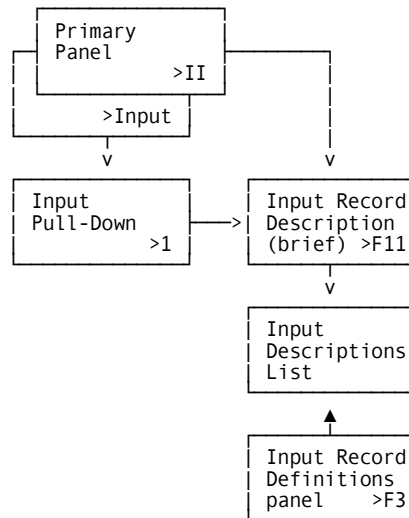 Primary
Panel
>II
>Input
Input
Pull-Down
>1
Input Record
Description
(brief) >F11
Input
Descriptions
List
Input Record
Definitions
panel >F3